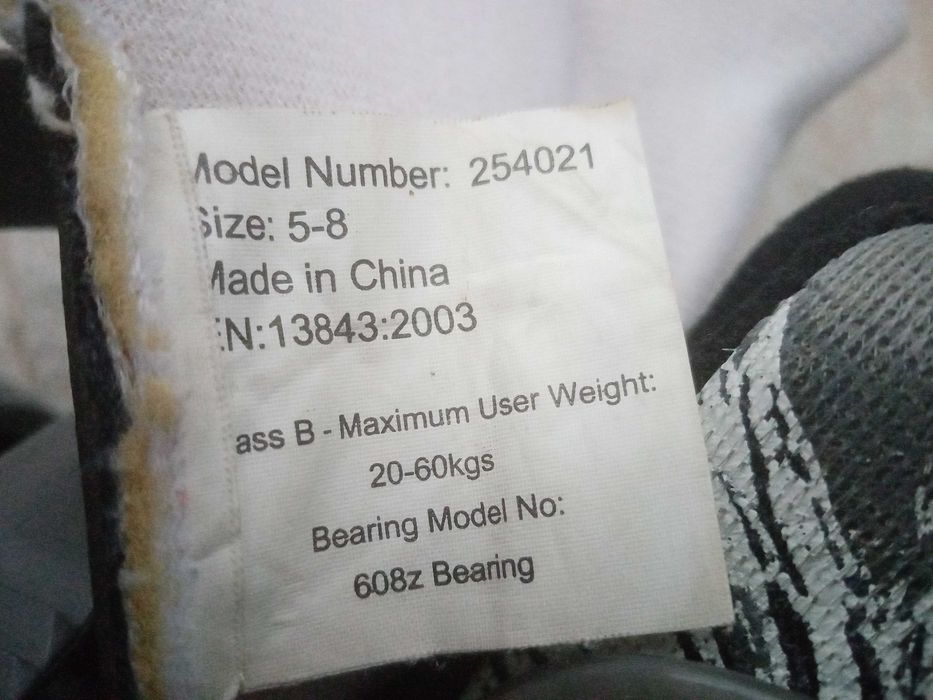 Model Number: 254021
Size: 5-8
Made in China
EN:13843:2003
ass B - Maximum User Weight:
20-60kgs
Bearing Model No:
608z Bearing